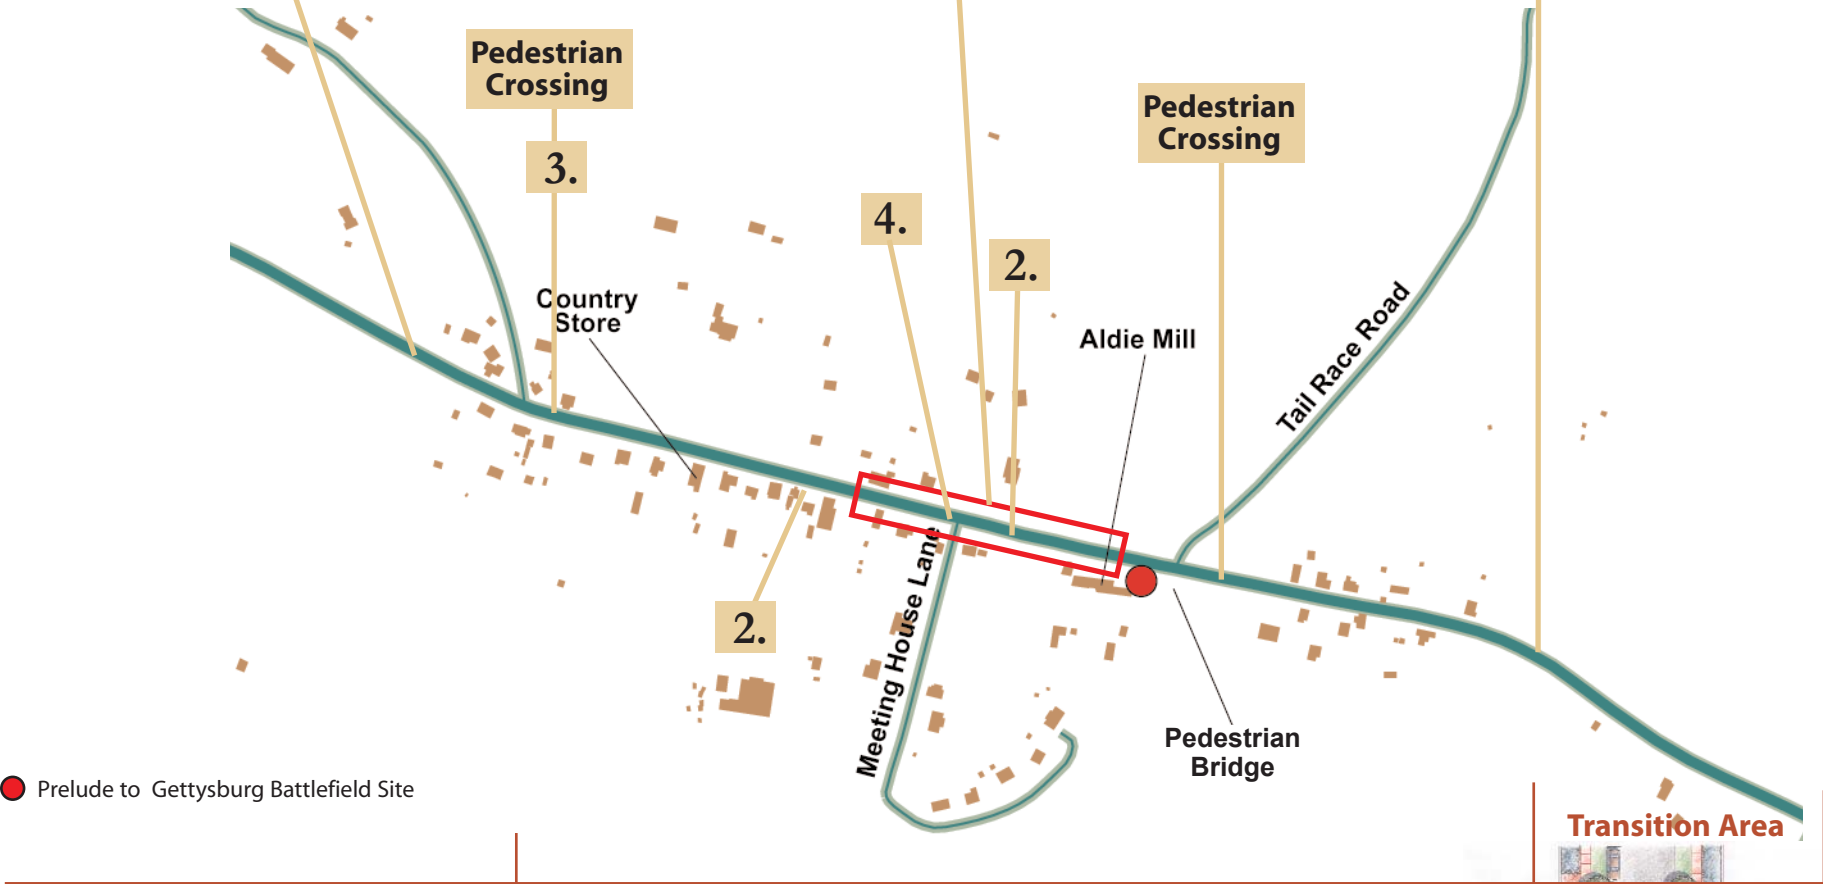 Pedestrian
Crossing
3.
Pedestrian
Crossing
4.
2.
Country
Store
Aldie Mill
Tail Race Road
2.
Meeting House Lane
Pedestrian
Bridge
Prelude to Gettysburg Battlefield Site
Transition Area